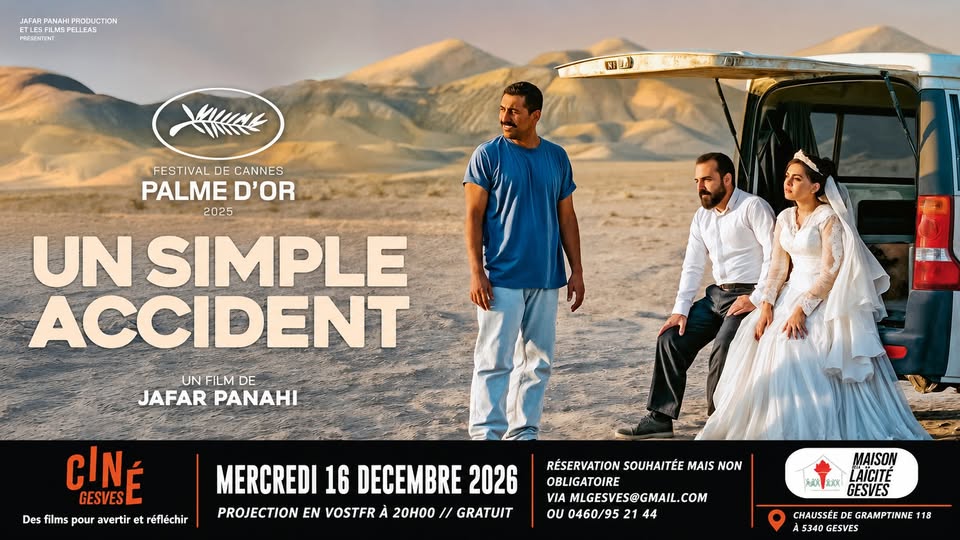 JAFAR PANAHI PRODUCTION
ET LES FILMS PELLEAS
PRÉSENTENT
FESTIVAL DE CANNES
PALME D'OR
2025
UN SIMPLE
ACCIDENT
UN FILM DE
JAFAR PANAHI
CINÉ
GESVES
Des films pour avertir et réfléchir
MERCREDI 16 DECEMBRE 2026
PROJECTION EN VOSTFR À 20H00 // GRATUIT
RÉSERVATION SOUHAITÉE MAIS NON
OBLIGATOIRE
VIA MLGESVES@GMAIL.COM
OU 0460/95 21 44
MAISON
DE LA
LAÏCITÉ
GESVES
CHAUSSÉE DE GRAMPTINNE 118
À 5340 GESVES